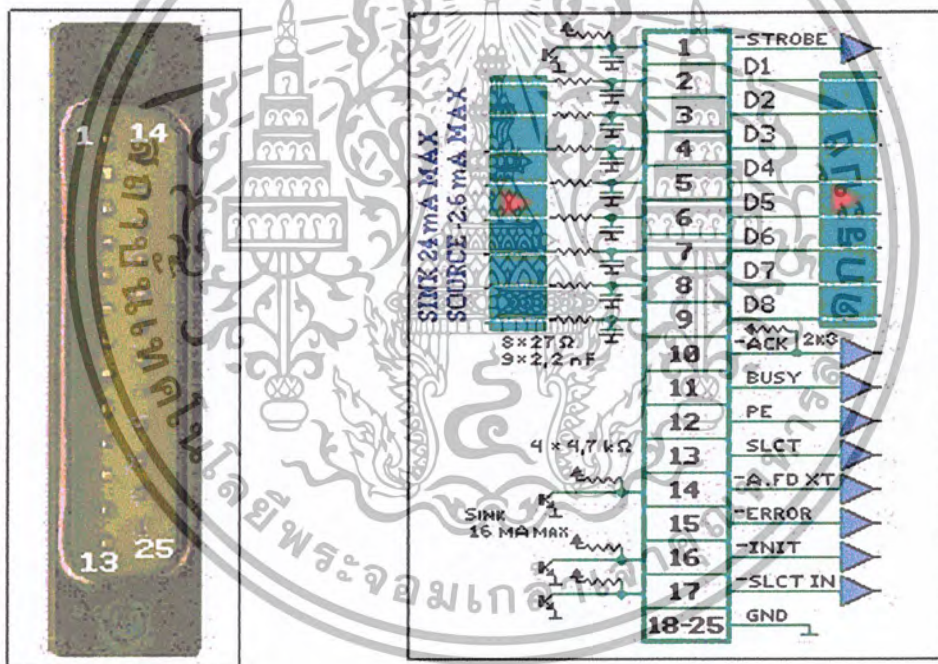 1 14
13 25
SINK 24 mA MAX
SOURCE -2.6 mA MAX
8 × 27 Ω
9 × 2,2 nF
4 × 4,7 kΩ
SINK
16 MA MAX
1 -STROBE
2 D1
3 D2
4 D3
5 D4
6 D5
7 D6
8 D7
9 D8
10 -ACK 2K3
11 BUSY
12 PE
13 SLCT
14 -A.FD XT
15 -ERROR
16 -INIT
17 -SLCT IN
18-25 GND